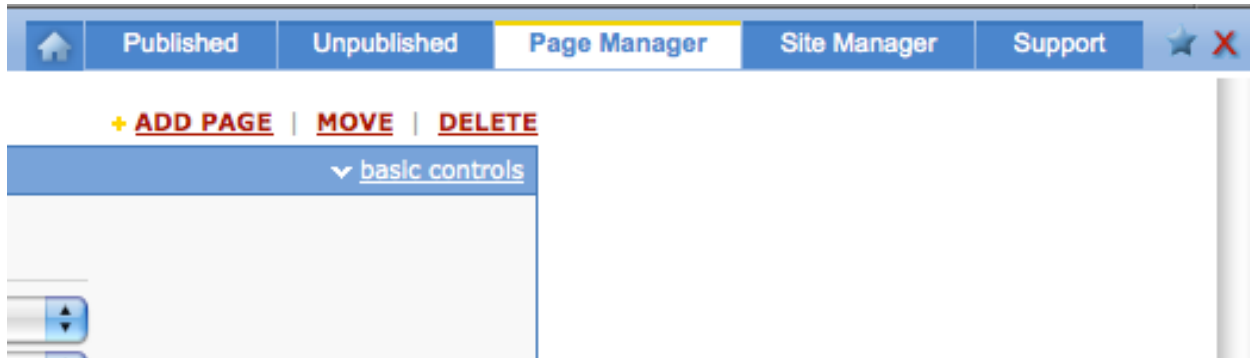 Published Unpublished Page Manager Site Manager Support X
+ ADD PAGE | MOVE | DELETE
basic controls